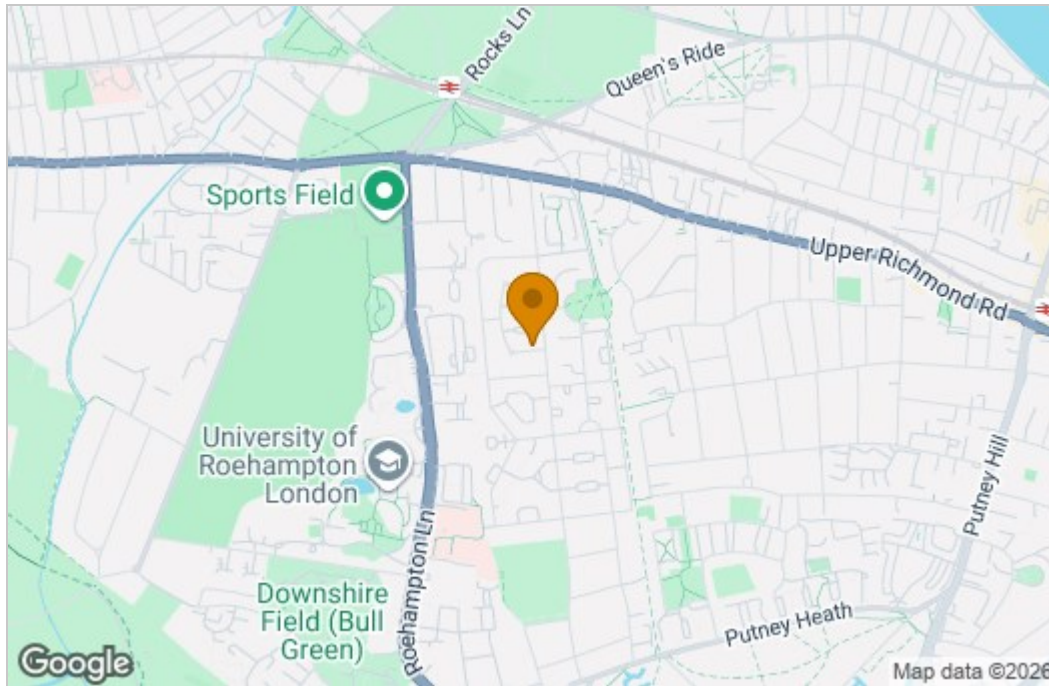 Rocks Ln
Queen's Ride
Sports Field
Upper Richmond Rd
University of
Roehampton
London
Roehampton Ln
Putney Hill
Downshire
Field (Bull
Green)
Putney Heath
Google
Map data ©2026